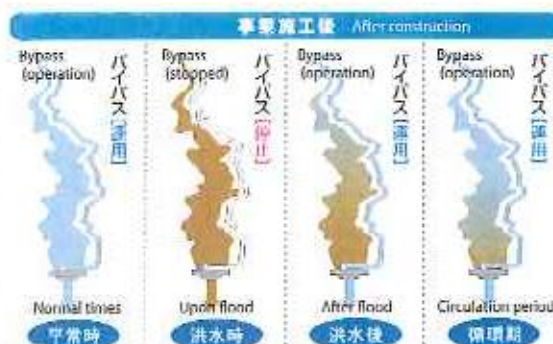 事業施工後 After construction
Bypass
(operation)
バイパス【運用】
Normal times
平常時
Bypass
(stopped)
バイパス【停止】
Upon flood
洪水時
Bypass
(operation)
バイパス【運用】
After flood
洪水後
Bypass
(operation)
バイパス【運用】
Circulation period
循環期